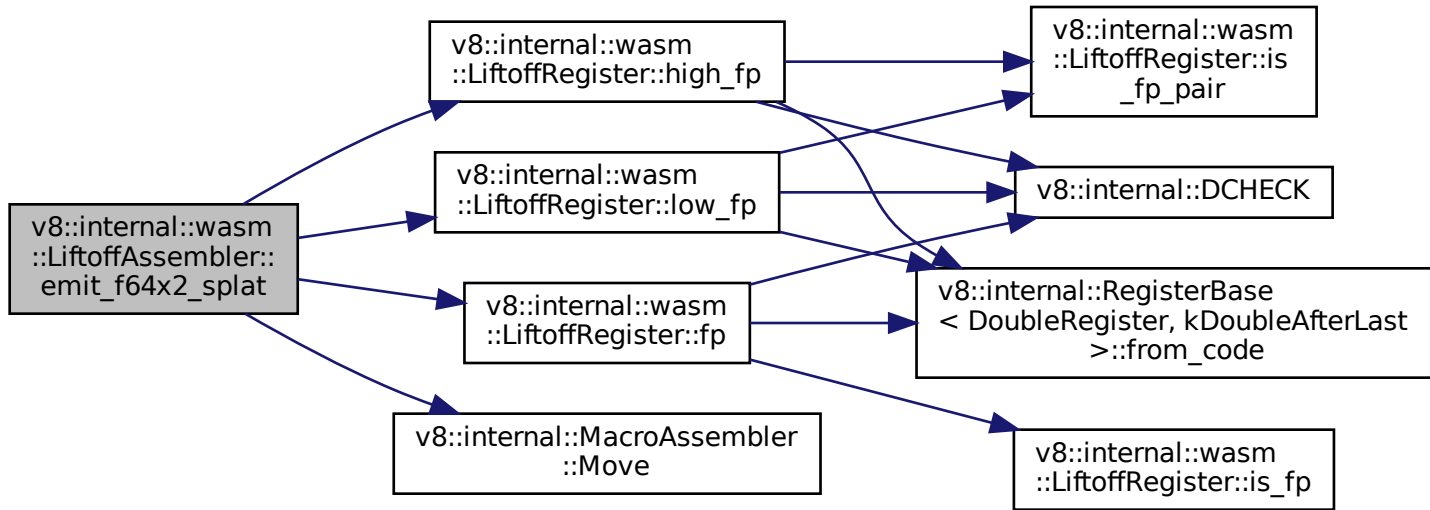 v8::internal::wasm
::LiftoffAssembler::
emit_f64x2_splat
v8::internal::wasm
::LiftoffRegister::high_fp
v8::internal::wasm
::LiftoffRegister::low_fp
v8::internal::wasm
::LiftoffRegister::fp
v8::internal::MacroAssembler
::Move
v8::internal::wasm
::LiftoffRegister::is
_fp_pair
v8::internal::DCHECK
v8::internal::RegisterBase
< DoubleRegister, kDoubleAfterLast
>::from_code
v8::internal::wasm
::LiftoffRegister::is_fp